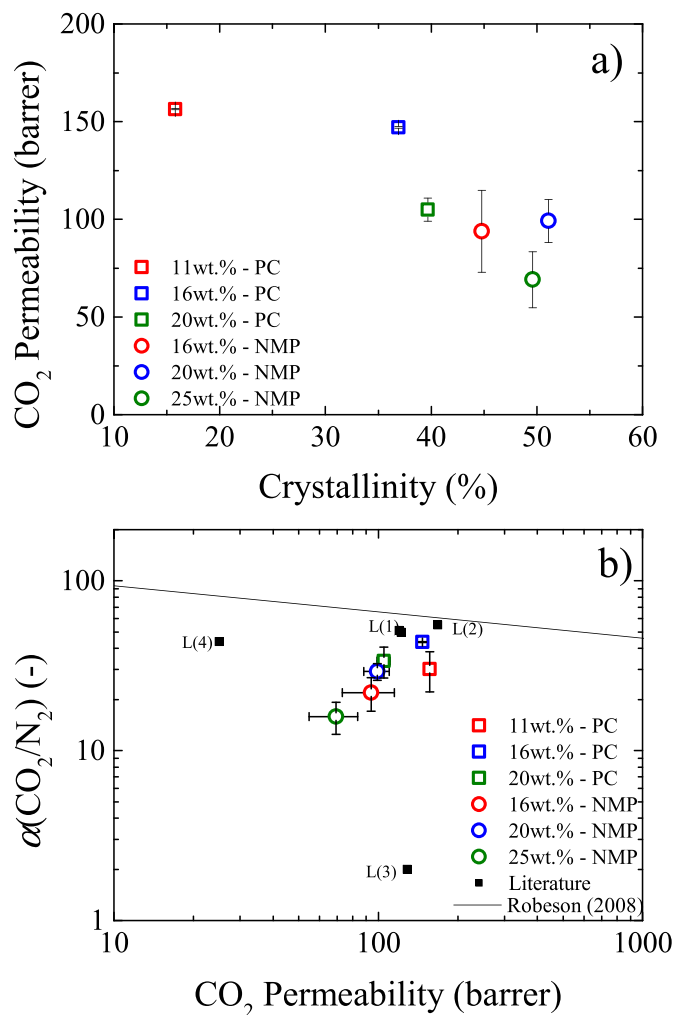 200
150
100
50
0
CO₂ Permeability (barrer)
a)
11wt.% - PC
16wt.% - PC
20wt.% - PC
16wt.% - NMP
20wt.% - NMP
25wt.% - NMP
10 20 30 40 50 60
Crystallinity (%)
b)
100
10
1
α(CO₂/N₂) (-)
L(1)
L(2)
L(4)
L(3)
11wt.% - PC
16wt.% - PC
20wt.% - PC
16wt.% - NMP
20wt.% - NMP
25wt.% - NMP
Literature
Robeson (2008)
10 100 1000
CO₂ Permeability (barrer)